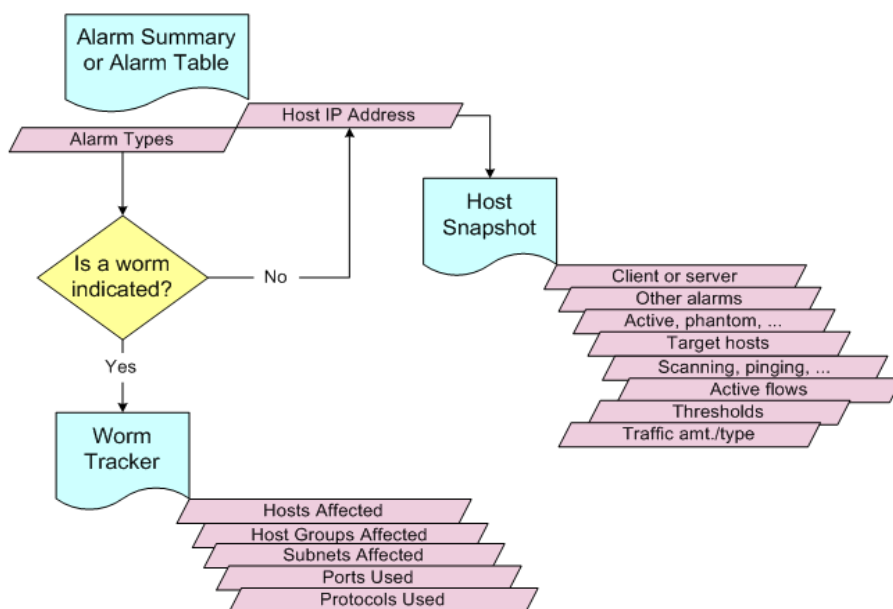 Alarm Summary
or Alarm Table
Host IP Address
Alarm Types
Is a worm
indicated?
No
Yes
Host
Snapshot
Client or server
Other alarms
Active, phantom, ...
Target hosts
Scanning, pinging, ...
Active flows
Thresholds
Traffic amt./type
Worm
Tracker
Hosts Affected
Host Groups Affected
Subnets Affected
Ports Used
Protocols Used